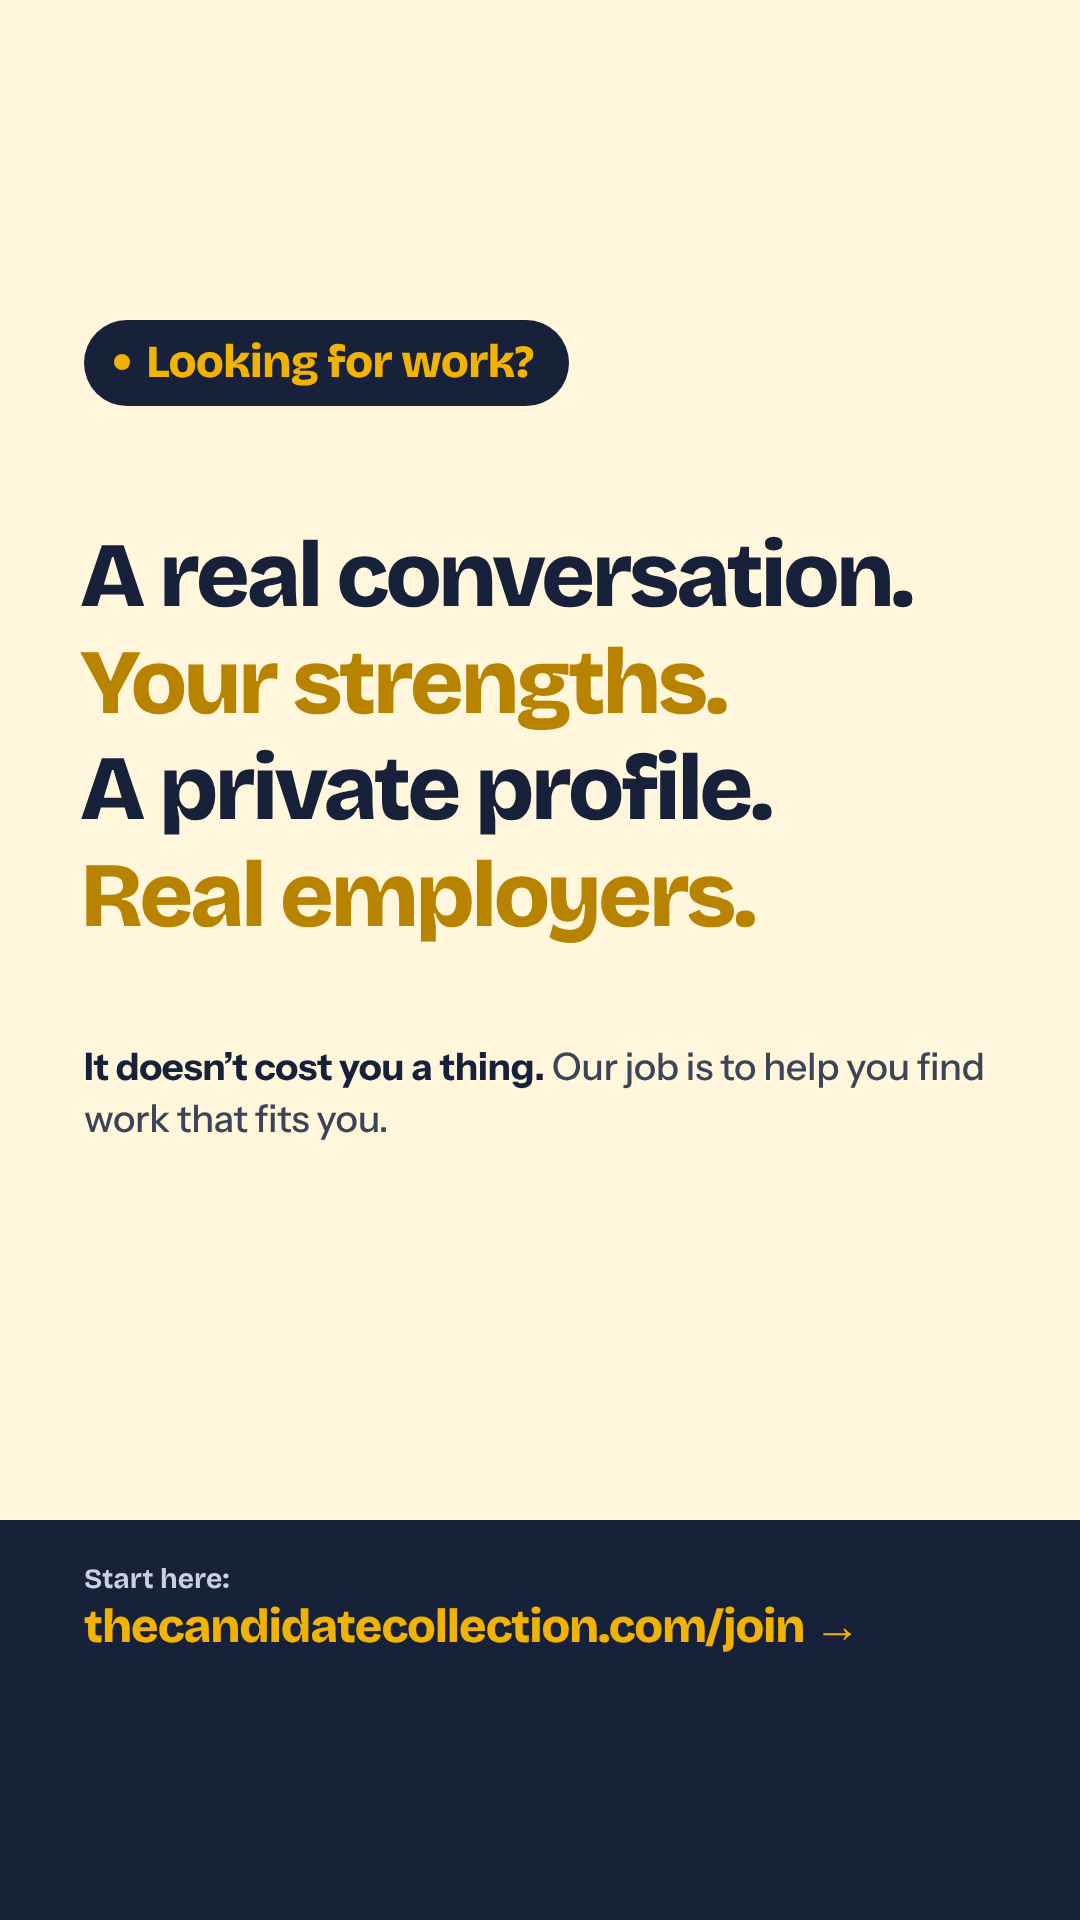 • Looking for work?
A real conversation.
Your strengths.
A private profile.
Real employers.
It doesn’t cost you a thing. Our job is to help you find
work that fits you.
Start here:
thecandidatecollection.com/join →